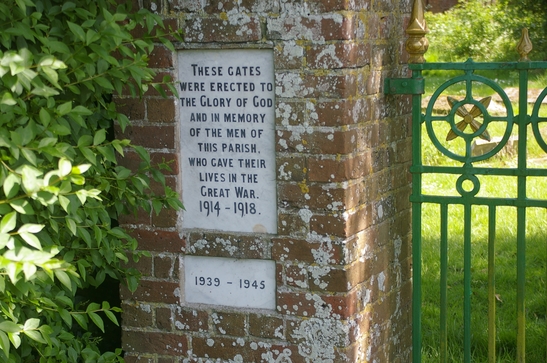 THESE GATES
WERE ERECTED TO
THE GLORY OF GOD
AND IN MEMORY
OF THE MEN OF
THIS PARISH,
WHO GAVE THEIR
LIVES IN THE
GREAT WAR.
1914-1918.
1939 - 1945